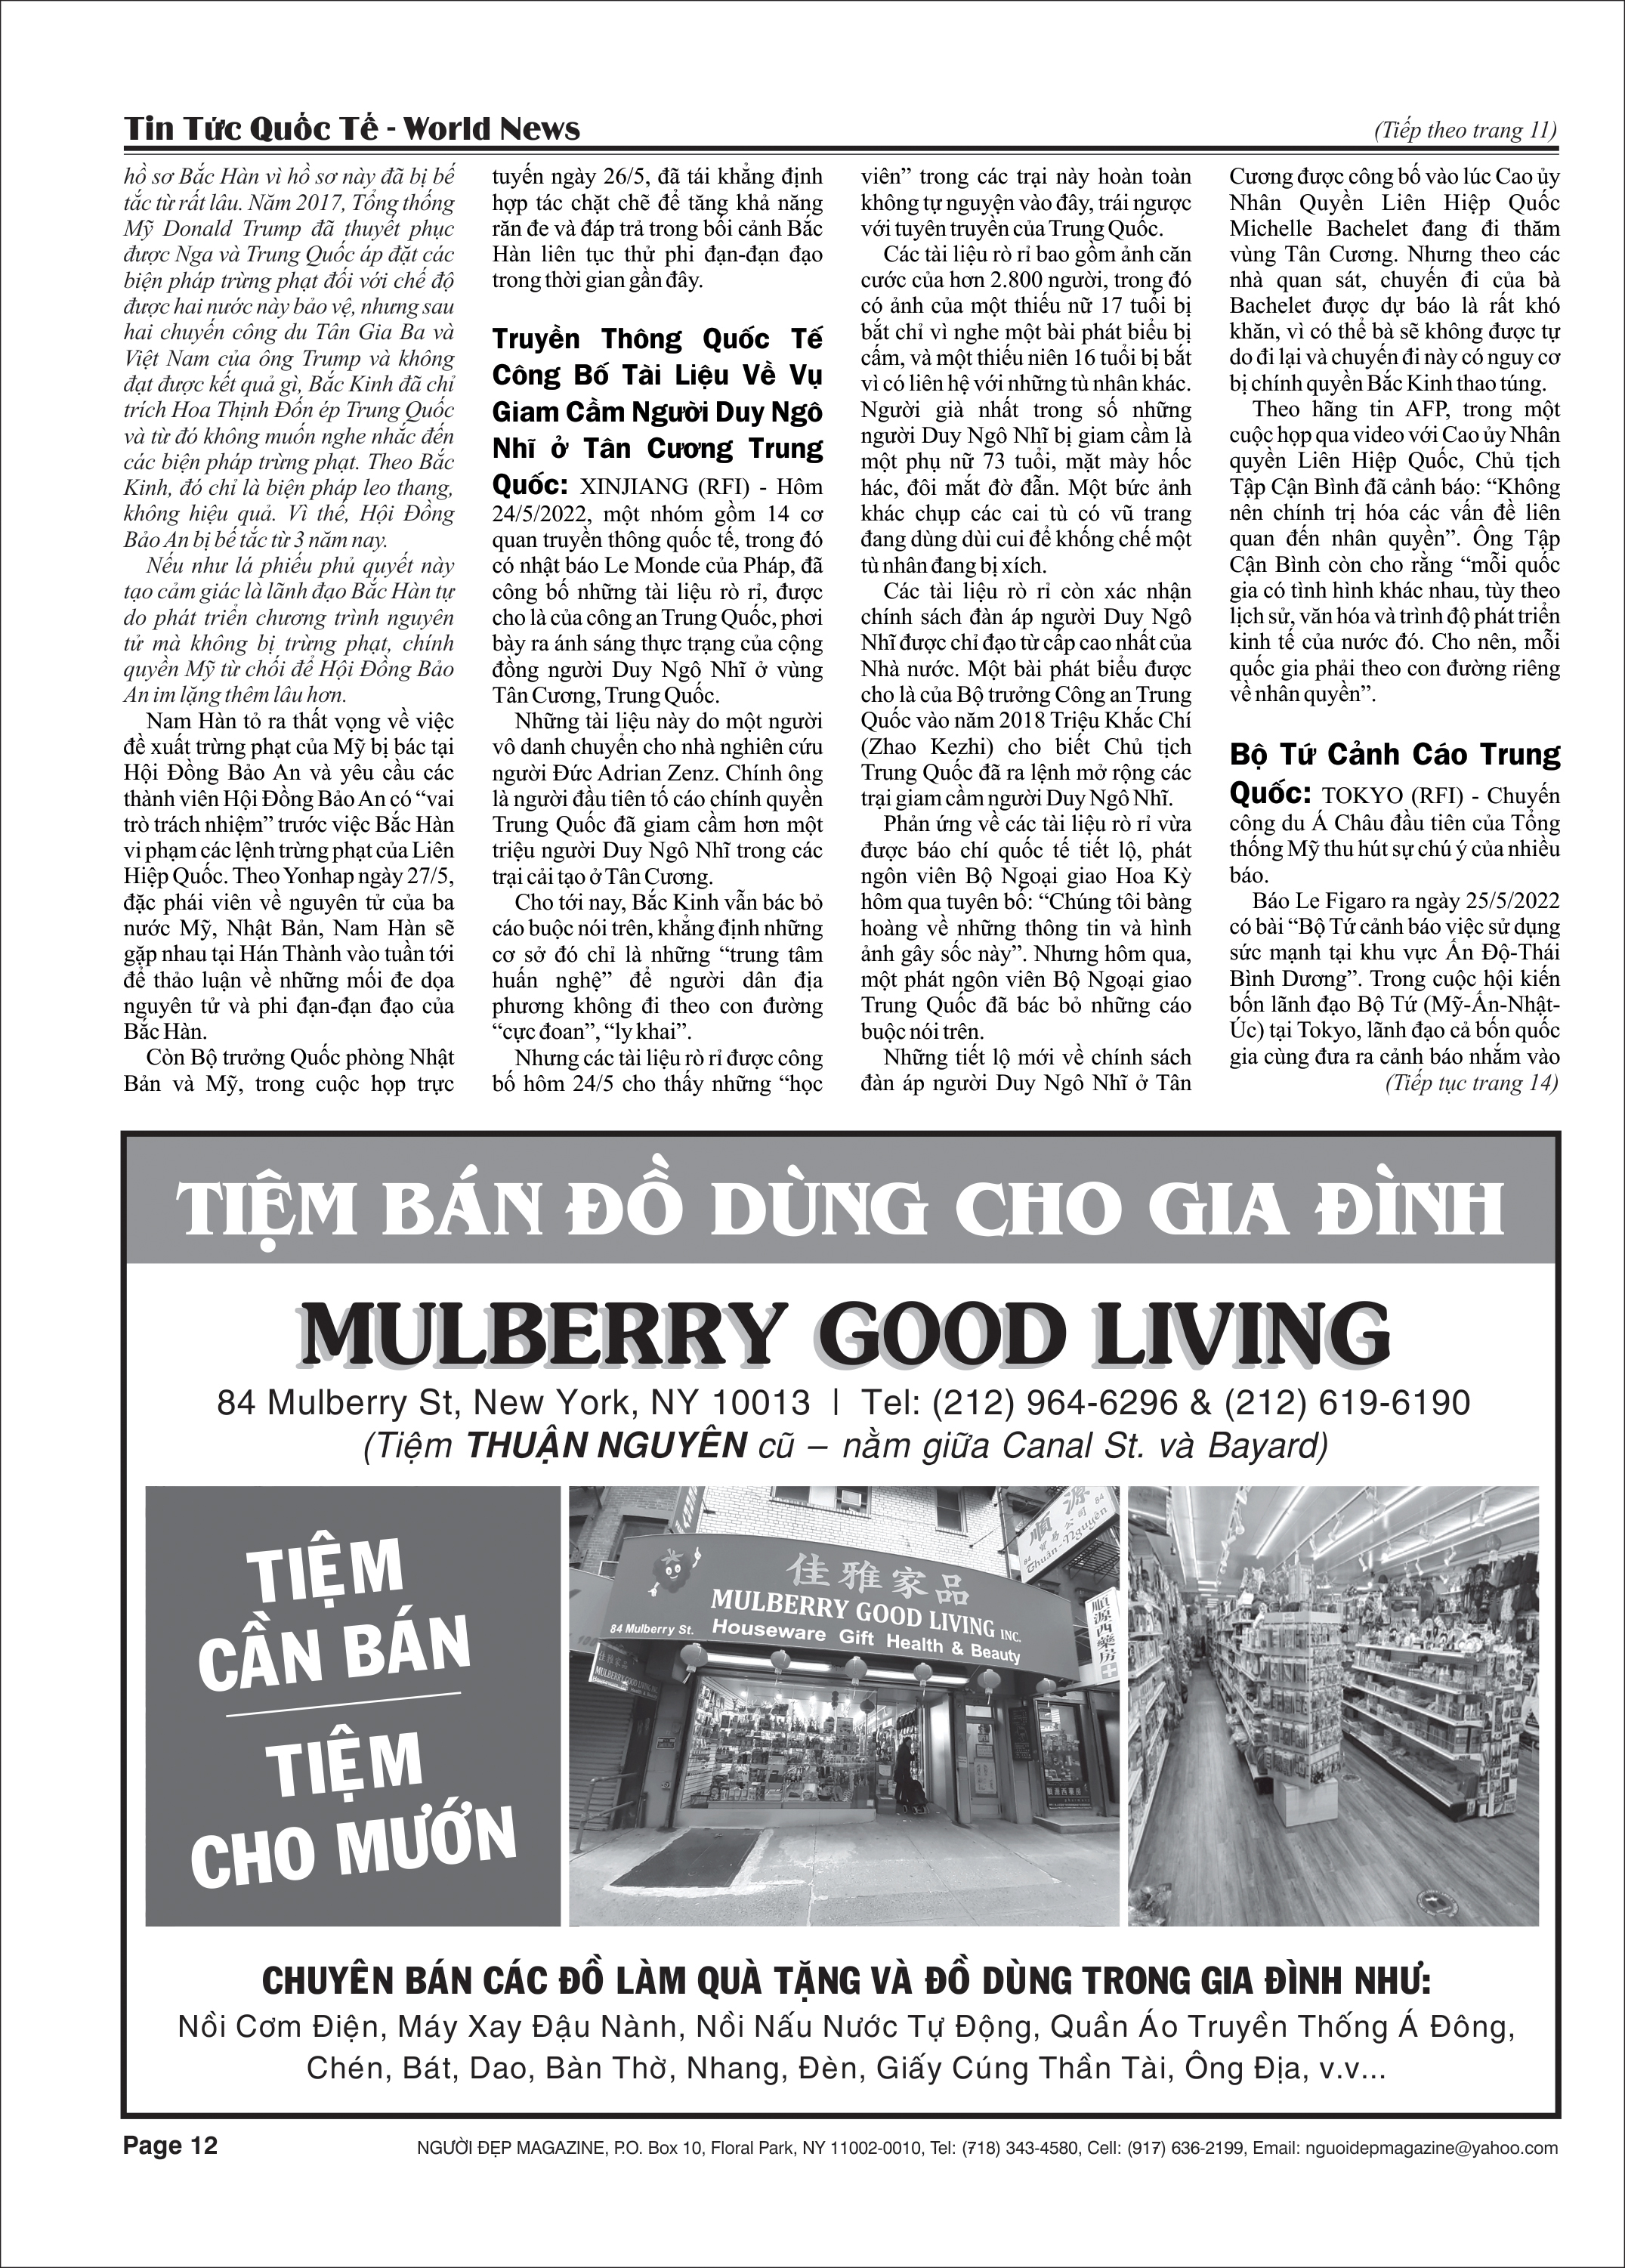 Tin Tức Quốc Tế - World News
(Tiếp theo trang 11)
hồ sơ Bắc Hàn vì hồ sơ này đã bị bế
tắc từ rất lâu. Năm 2017, Tổng thống
Mỹ Donald Trump đã thuyết phục
được Nga và Trung Quốc áp đặt các
biện pháp trừng phạt đối với chế độ
được hai nước này bảo vệ, nhưng sau
hai chuyến công du Tân Gia Ba và
Việt Nam của ông Trump và không
đạt được kết quả gì, Bắc Kinh đã chỉ
trích Hoa Thịnh Đốn ép Trung Quốc
và từ đó không muốn nghe nhắc đến
các biện pháp trừng phạt. Theo Bắc
Kinh, đó chỉ là biện pháp leo thang,
không hiệu quả. Vì thế, Hội Đồng
Bảo An bị bế tắc từ 3 năm nay.
Nếu như lá phiếu phủ quyết này
tạo cảm giác là lãnh đạo Bắc Hàn tự
do phát triển chương trình nguyên
tử mà không bị trừng phạt, chính
quyền Mỹ từ chối để Hội Đồng Bảo
An im lặng thêm lâu hơn.
Nam Hàn tỏ ra thất vọng về việc
đề xuất trừng phạt của Mỹ bị bác tại
Hội Đồng Bảo An và yêu cầu các
thành viên Hội Đồng Bảo An có “vai
trò trách nhiệm” trước việc Bắc Hàn
vi phạm các lệnh trừng phạt của Liên
Hiệp Quốc. Theo Yonhap ngày 27/5,
đặc phái viên về nguyên tử của ba
nước Mỹ, Nhật Bản, Nam Hàn sẽ
gặp nhau tại Hán Thành vào tuần tới
để thảo luận về những mối đe dọa
nguyên tử và phi đạn-đạn đạo của
Bắc Hàn.
Còn Bộ trưởng Quốc phòng Nhật
Bản và Mỹ, trong cuộc họp trực
tuyến ngày 26/5, đã tái khẳng định
hợp tác chặt chẽ để tăng khả năng
răn đe và đáp trả trong bối cảnh Bắc
Hàn liên tục thử phi đạn-đạn đạo
trong thời gian gần đây.
Truyền Thông Quốc Tế
Công Bố Tài Liệu Về Vụ
Giam Cầm Người Duy Ngô
Nhĩ ở Tân Cương Trung
Quốc: XINJIANG (RFI) - Hôm
24/5/2022, một nhóm gồm 14 cơ
quan truyền thông quốc tế, trong đó
có nhật báo Le Monde của Pháp, đã
công bố những tài liệu rò rỉ, được
cho là của công an Trung Quốc, phơi
bày ra ánh sáng thực trạng của cộng
đồng người Duy Ngô Nhĩ ở vùng
Tân Cương, Trung Quốc.
Những tài liệu này do một người
vô danh chuyển cho nhà nghiên cứu
người Đức Adrian Zenz. Chính ông
là người đầu tiên tố cáo chính quyền
Trung Quốc đã giam cầm hơn một
triệu người Duy Ngô Nhĩ trong các
trại cải tạo ở Tân Cương.
Cho tới nay, Bắc Kinh vẫn bác bỏ
cáo buộc nói trên, khẳng định những
cơ sở đó chỉ là những “trung tâm
huấn nghệ” để người dân địa
phương không đi theo con đường
“cực đoan”, “ly khai”.
Nhưng các tài liệu rò rỉ được công
bố hôm 24/5 cho thấy những “học
viên” trong các trại này hoàn toàn
không tự nguyện vào đây, trái ngược
với tuyên truyền của Trung Quốc.
Các tài liệu rò rỉ bao gồm ảnh căn
cước của hơn 2.800 người, trong đó
có ảnh của một thiếu nữ 17 tuổi bị
bắt chỉ vì nghe một bài phát biểu bị
cấm, và một thiếu niên 16 tuổi bị bắt
vì có liên hệ với những tù nhân khác.
Người già nhất trong số những
người Duy Ngô Nhĩ bị giam cầm là
một phụ nữ 73 tuổi, mặt mày hốc
hác, đôi mắt đờ đẫn. Một bức ảnh
khác chụp các cai tù có vũ trang
đang dùng dùi cui để khống chế một
tù nhân đang bị xích.
Các tài liệu rò rỉ còn xác nhận
chính sách đàn áp người Duy Ngô
Nhĩ được chỉ đạo từ cấp cao nhất của
Nhà nước. Một bài phát biểu được
cho là của Bộ trưởng Công an Trung
Quốc vào năm 2018 Triệu Khắc Chí
(Zhao Kezhi) cho biết Chủ tịch
Trung Quốc đã ra lệnh mở rộng các
trại giam cầm người Duy Ngô Nhĩ.
Phản ứng về các tài liệu rò rỉ vừa
được báo chí quốc tế tiết lộ, phát
ngôn viên Bộ Ngoại giao Hoa Kỳ
hôm qua tuyên bố: “Chúng tôi bàng
hoàng về những thông tin và hình
ảnh gây sốc này”. Nhưng hôm qua,
một phát ngôn viên Bộ Ngoại giao
Trung Quốc đã bác bỏ những cáo
buộc nói trên.
Những tiết lộ mới về chính sách
đàn áp người Duy Ngô Nhĩ ở Tân
Cương được công bố vào lúc Cao ủy
Nhân Quyền Liên Hiệp Quốc
Michelle Bachelet đang đi thăm
vùng Tân Cương. Nhưng theo các
nhà quan sát, chuyến đi của bà
Bachelet được dự báo là rất khó
khăn, vì có thể bà sẽ không được tự
do đi lại và chuyến đi này có nguy cơ
bị chính quyền Bắc Kinh thao túng.
Theo hãng tin AFP, trong một
cuộc họp qua video với Cao ủy Nhân
quyền Liên Hiệp Quốc, Chủ tịch
Tập Cận Bình đã cảnh báo: “Không
nên chính trị hóa các vấn đề liên
quan đến nhân quyền”. Ông Tập
Cận Bình còn cho rằng “mỗi quốc
gia có tình hình khác nhau, tùy theo
lịch sử, văn hóa và trình độ phát triển
kinh tế của nước đó. Cho nên, mỗi
quốc gia phải theo con đường riêng
về nhân quyền”.
Bộ Tứ Cảnh Cáo Trung
Quốc: TOKYO (RFI) - Chuyến
công du Á Châu đầu tiên của Tổng
thống Mỹ thu hút sự chú ý của nhiều
báo.
Báo Le Figaro ra ngày 25/5/2022
có bài “Bộ Tứ cảnh báo việc sử dụng
sức mạnh tại khu vực Ấn Độ-Thái
Bình Dương”. Trong cuộc hội kiến
bốn lãnh đạo Bộ Tứ (Mỹ-Ấn-Nhật-
Úc) tại Tokyo, lãnh đạo cả bốn quốc
gia cùng đưa ra cảnh báo nhắm vào
(Tiếp tục trang 14)
TIỆM BÁN ĐỒ DÙNG CHO GIA ĐÌNH
MULBERRY GOOD LIVING
84 Mulberry St, New York, NY 10013 | Tel: (212) 964-6296 & (212) 619-6190
(Tiệm THUẬN NGUYÊN cũ – nằm giữa Canal St. và Bayard)
TIỆM
CẦN BÁN
TIỆM
CHO MƯỚN
佳雅家品
MULBERRY GOOD LIVING INC.
84 Mulberry St. Houseware Gift Health & Beauty
順源
84
Thuận-Nguyên
順源西藥房
CHUYÊN BÁN CÁC ĐỒ LÀM QUÀ TẶNG VÀ ĐỒ DÙNG TRONG GIA ĐÌNH NHƯ:
Nồi Cơm Điện, Máy Xay Đậu Nành, Nồi Nấu Nước Tự Động, Quần Áo Truyền Thống Á Đông,
Chén, Bát, Dao, Bàn Thờ, Nhang, Đèn, Giấy Cúng Thần Tài, Ông Địa, v.v...
Page 12
NGƯỜI ĐẸP MAGAZINE, P.O. Box 10, Floral Park, NY 11002-0010, Tel: (718) 343-4580, Cell: (917) 636-2199, Email: nguoidepmagazine@yahoo.com